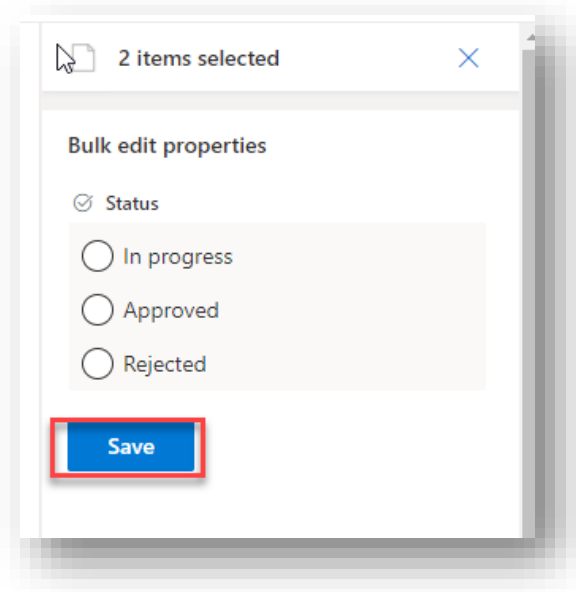 2 items selected
Bulk edit properties
Status
In progress
Approved
Rejected
Save